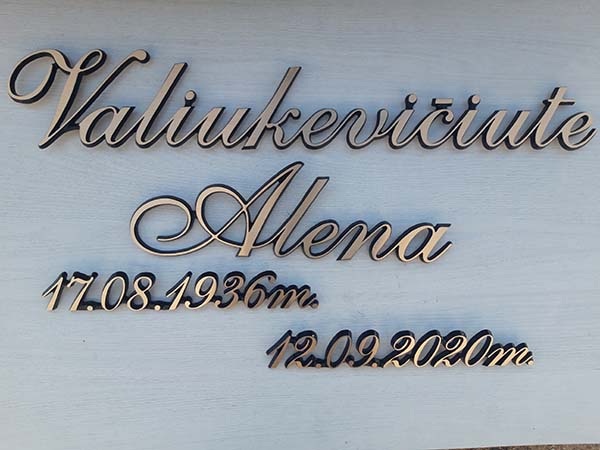 Valiukevičiute
Alena
17.08.1936m.
12.09.2020m.